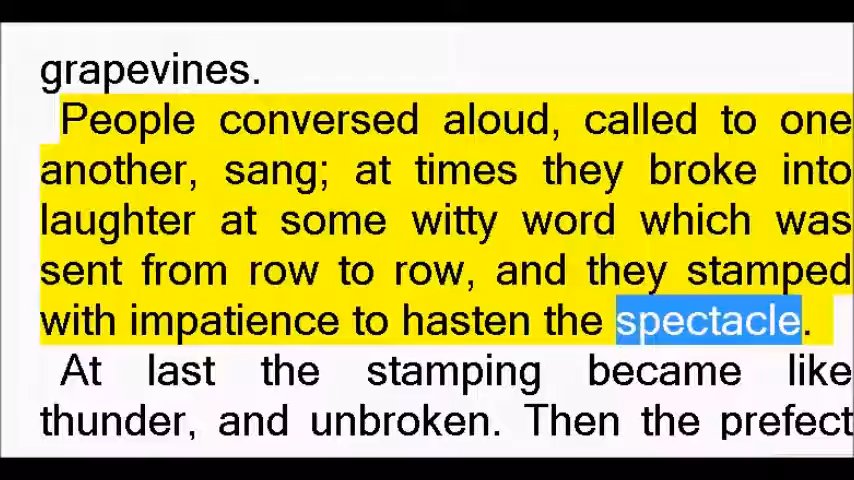 grapevines.
People conversed aloud, called to one
another, sang; at times they broke into
laughter at some witty word which was
sent from row to row, and they stamped
with impatience to hasten the spectacle.
At last the stamping became like
thunder, and unbroken. Then the prefect